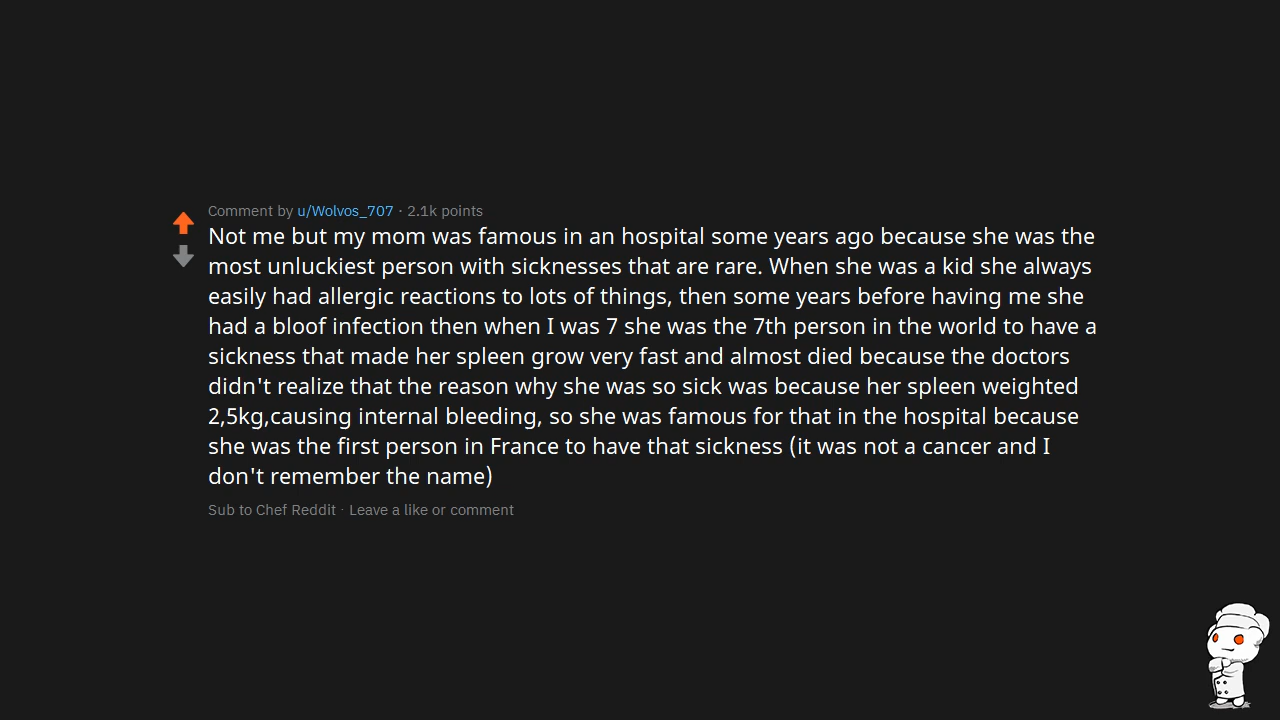 Comment by u/Wolvos_707 · 2.1k points
Not me but my mom was famous in an hospital some years ago because she was the
most unluckiest person with sicknesses that are rare. When she was a kid she always
easily had allergic reactions to lots of things, then some years before having me she
had a bloof infection then when I was 7 she was the 7th person in the world to have a
sickness that made her spleen grow very fast and almost died because the doctors
didn't realize that the reason why she was so sick was because her spleen weighted
2,5kg,causing internal bleeding, so she was famous for that in the hospital because
she was the first person in France to have that sickness (it was not a cancer and I
don't remember the name)
Sub to Chef Reddit · Leave a like or comment